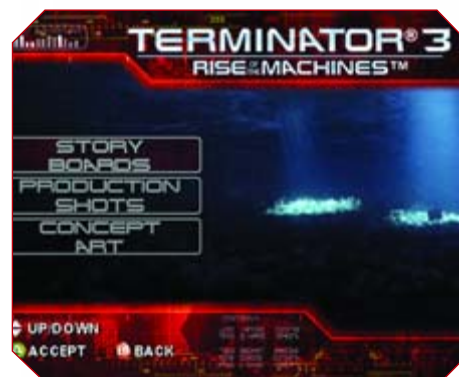 TERMINATOR® 3
RISE OF THE MACHINES™
STORY
BOARDS
PRODUCTION
SHOTS
CONCEPT
ART
UP/DOWN
ACCEPT BACK